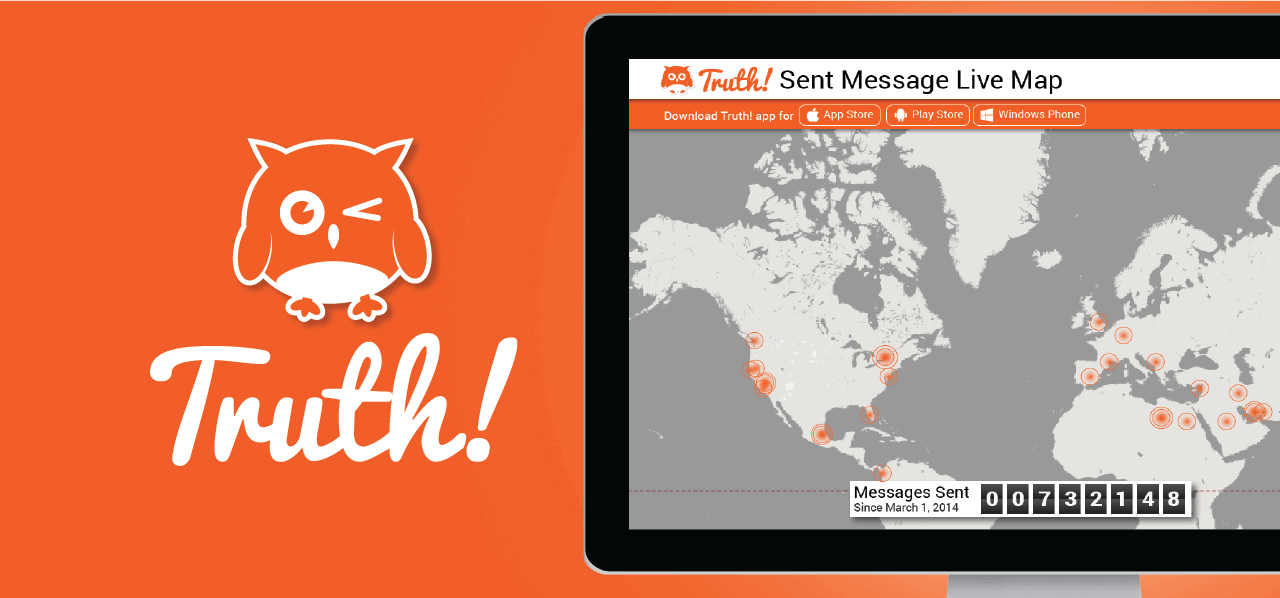 Truth!
Truth! Sent Message Live Map
Download Truth! app for App Store Play Store Windows Phone
Messages Sent 00732148
Since March 1, 2014